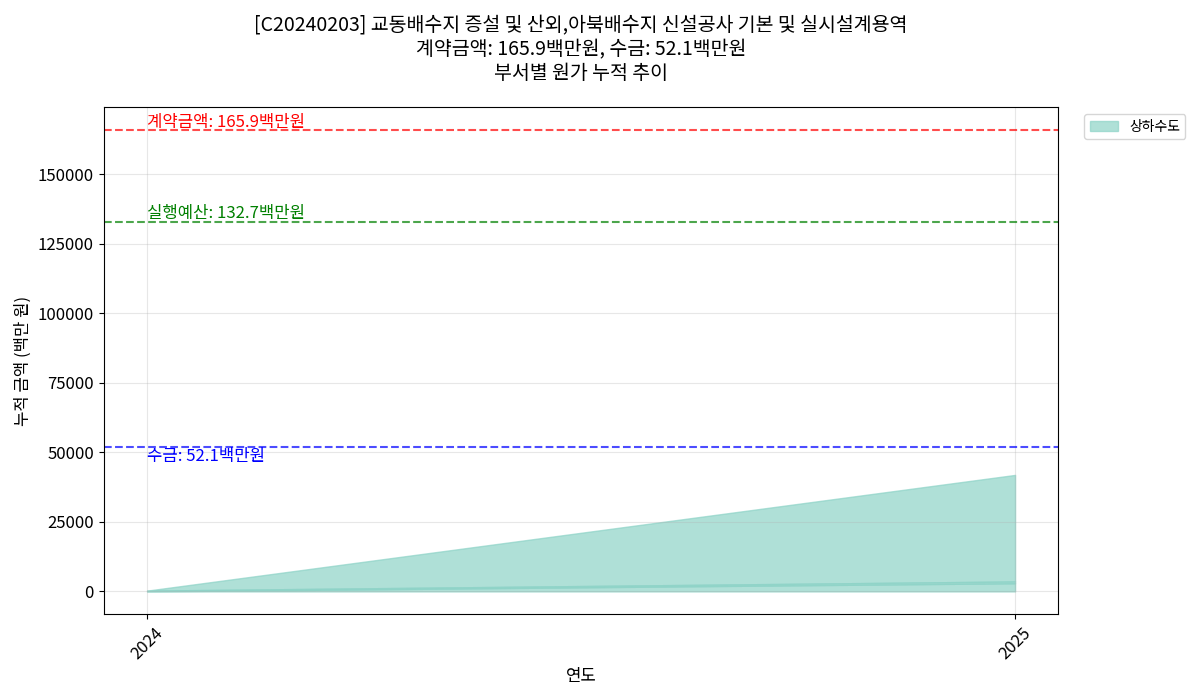 [C20240203] 교동배수지 증설 및 산외,아북배수지 신설공사 기본 및 실시설계용역
계약금액: 165.9백만원, 수금: 52.1백만원
부서별 원가 누적 추이
계약금액: 165.9백만원
상하수도
150000
실행예산: 132.7백만원
125000
누적 금액 (백만 원)
100000
75000
수금: 52.1백만원
50000
25000
0
2024
2025
연도